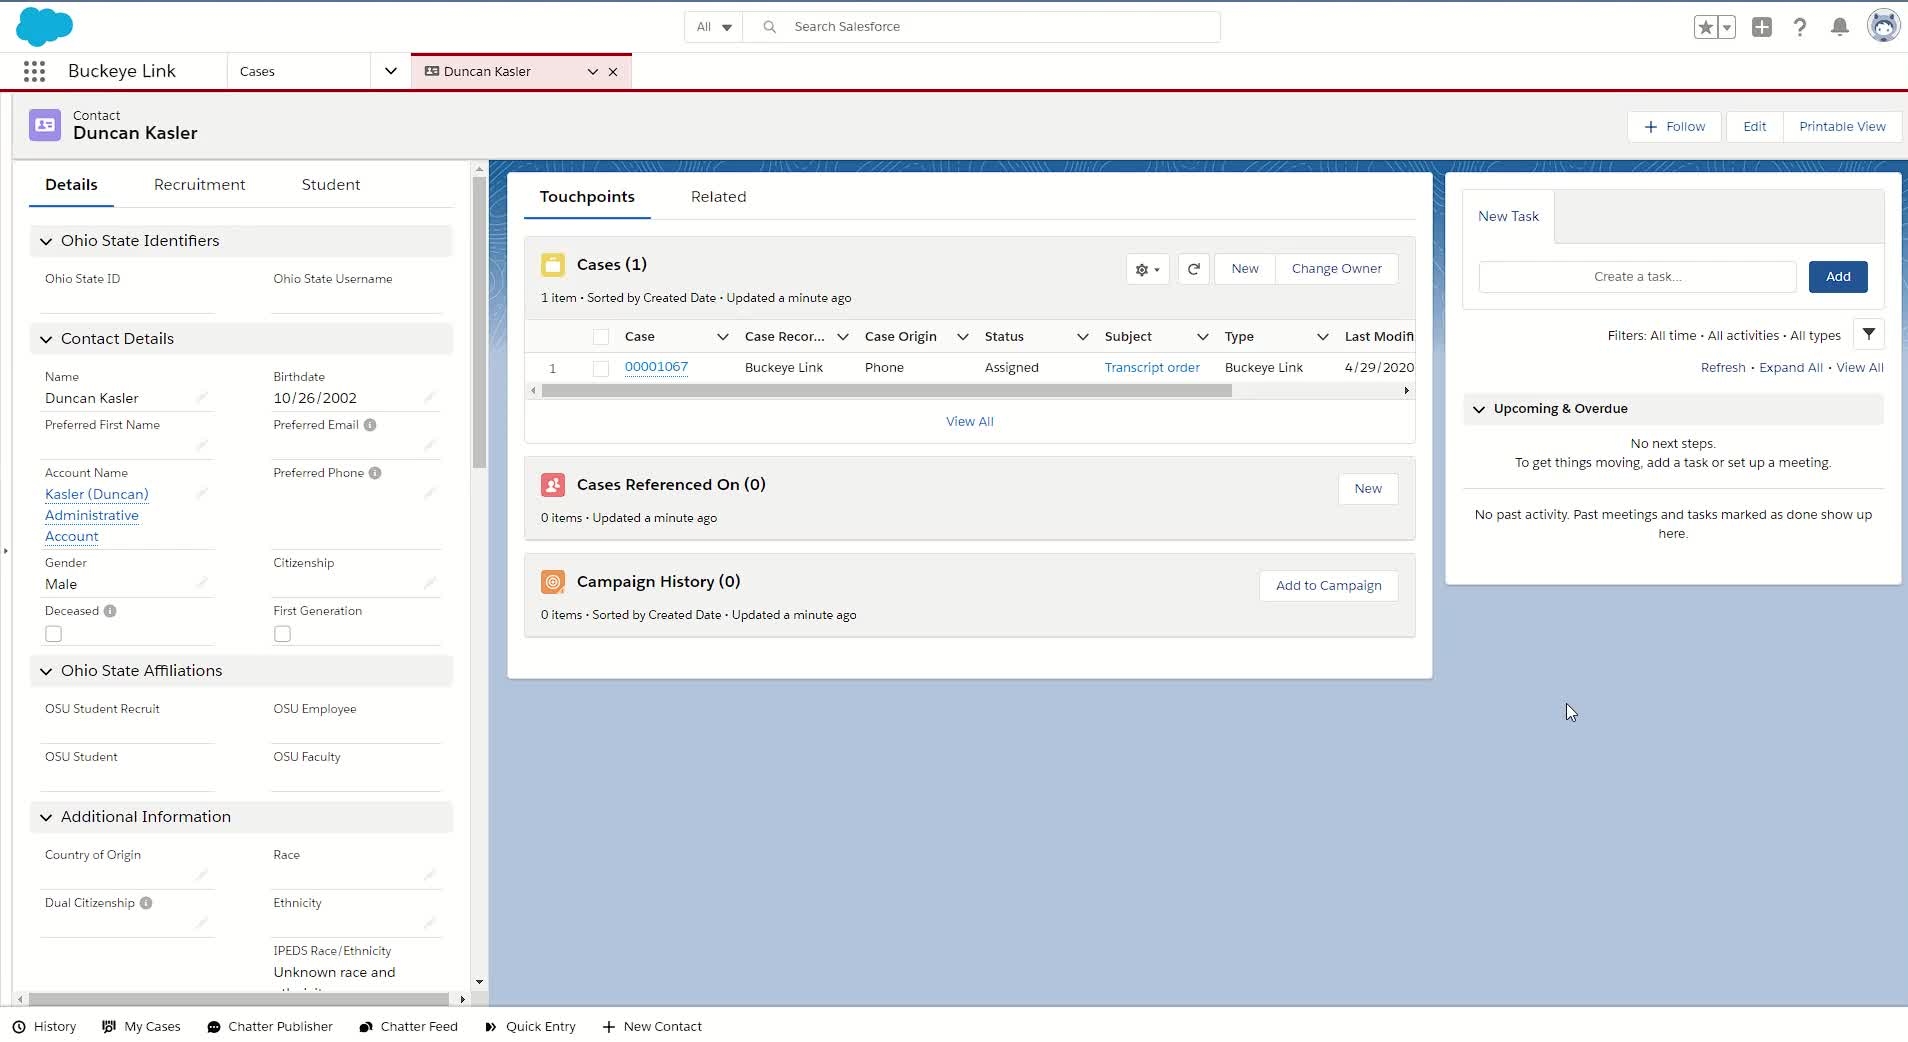 All
Search Salesforce
Buckeye Link
Cases
Duncan Kasler
Contact
Duncan Kasler
Follow
Edit
Printable View
Details
Recruitment
Student
Ohio State Identifiers
Ohio State ID
Ohio State Username
Contact Details
Name
Birthdate
Duncan Kasler
10/26/2002
Preferred First Name
Preferred Email
Account Name
Preferred Phone
Kasler (Duncan)
Administrative
Account
Gender
Citizenship
Male
Deceased
First Generation
Ohio State Affiliations
OSU Student Recruit
OSU Employee
OSU Student
OSU Faculty
Additional Information
Country of Origin
Race
Dual Citizenship
Ethnicity
IPEDS Race/Ethnicity
Unknown race and
Touchpoints
Related
Cases (1)
New
Change Owner
1 item • Sorted by Created Date • Updated a minute ago
Case
Case Recor...
Case Origin
Status
Subject
Type
Last Modifi
1
00001067
Buckeye Link
Phone
Assigned
Transcript order
Buckeye Link
4/29/2020
View All
Cases Referenced On (0)
New
0 items • Updated a minute ago
Campaign History (0)
Add to Campaign
0 items • Sorted by Created Date • Updated a minute ago
New Task
Create a task...
Add
Filters: All time • All activities • All types
Refresh • Expand All • View All
Upcoming & Overdue
No next steps.
To get things moving, add a task or set up a meeting.
No past activity. Past meetings and tasks marked as done show up
here.
History
My Cases
Chatter Publisher
Chatter Feed
Quick Entry
New Contact